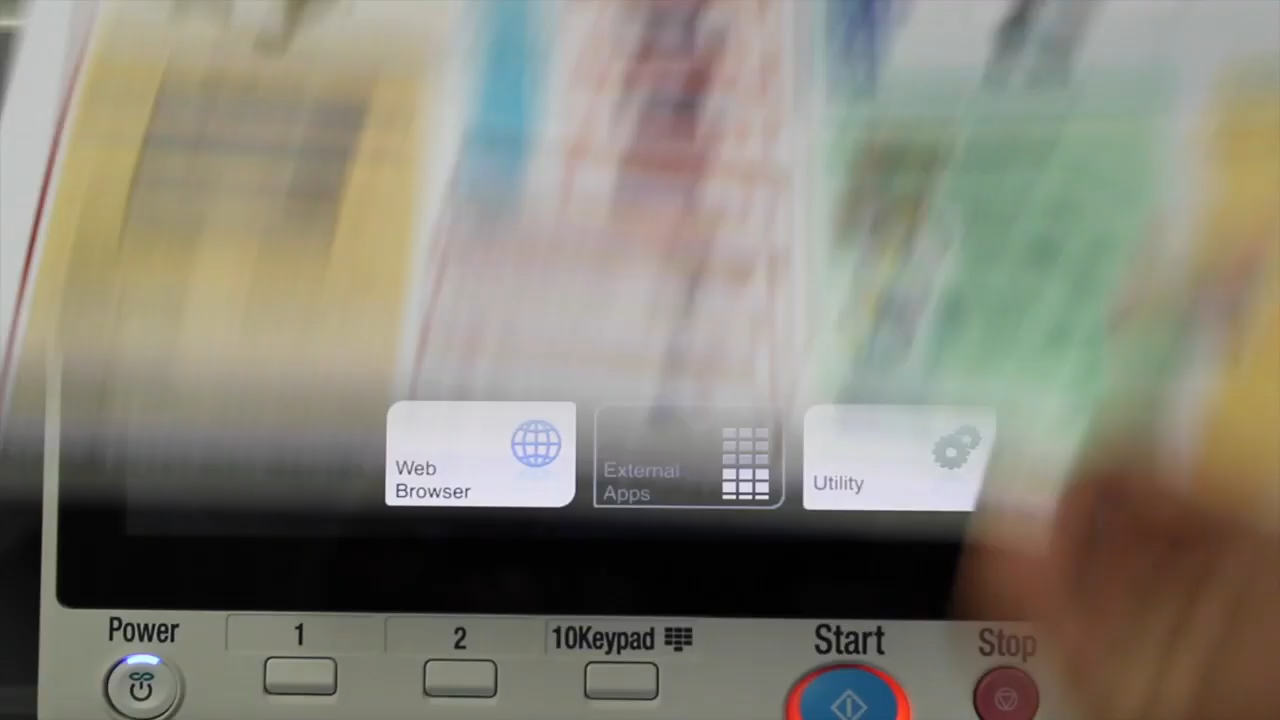 Web
Browser
External
Apps
Utility
Power
1
2
10Keypad
Start
Stop